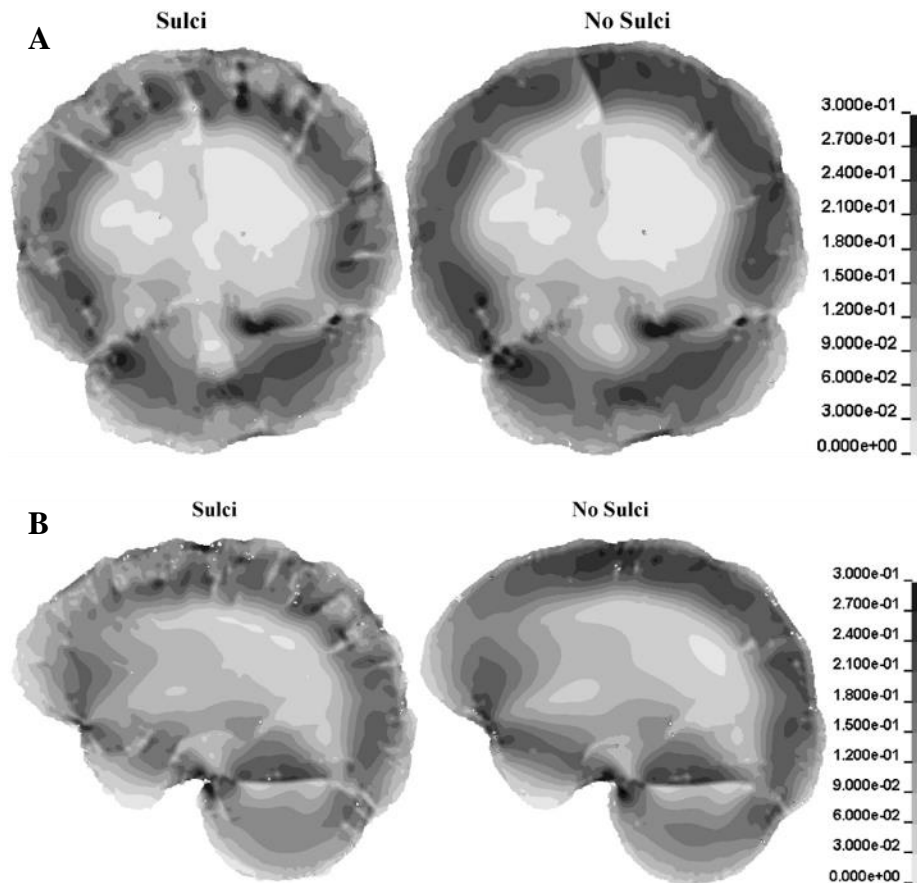 Sulci
No Sulci
A
3.000e-01
2.700e-01
2.400e-01
2.100e-01
1.800e-01
1.500e-01
1.200e-01
9.000e-02
6.000e-02
3.000e-02
0.000e+00
Sulci
No Sulci
B
3.000e-01
2.700e-01
2.400e-01
2.100e-01
1.800e-01
1.500e-01
1.200e-01
9.000e-02
6.000e-02
3.000e-02
0.000e+00